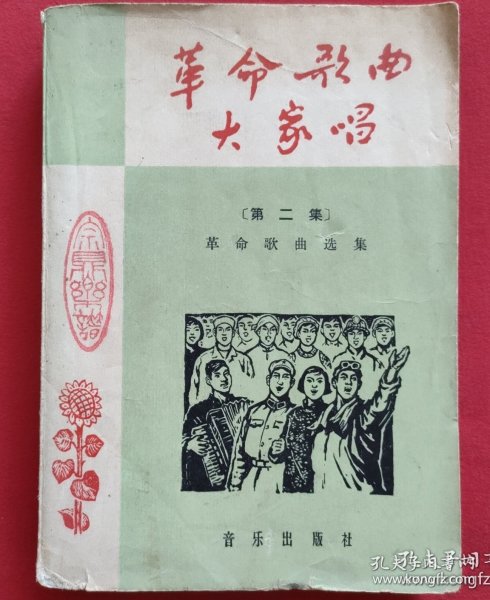 革命歌曲
大家唱
〔第二集〕
革命歌曲选集
音乐出版社
孔夫子旧书网
www.kongfz.com